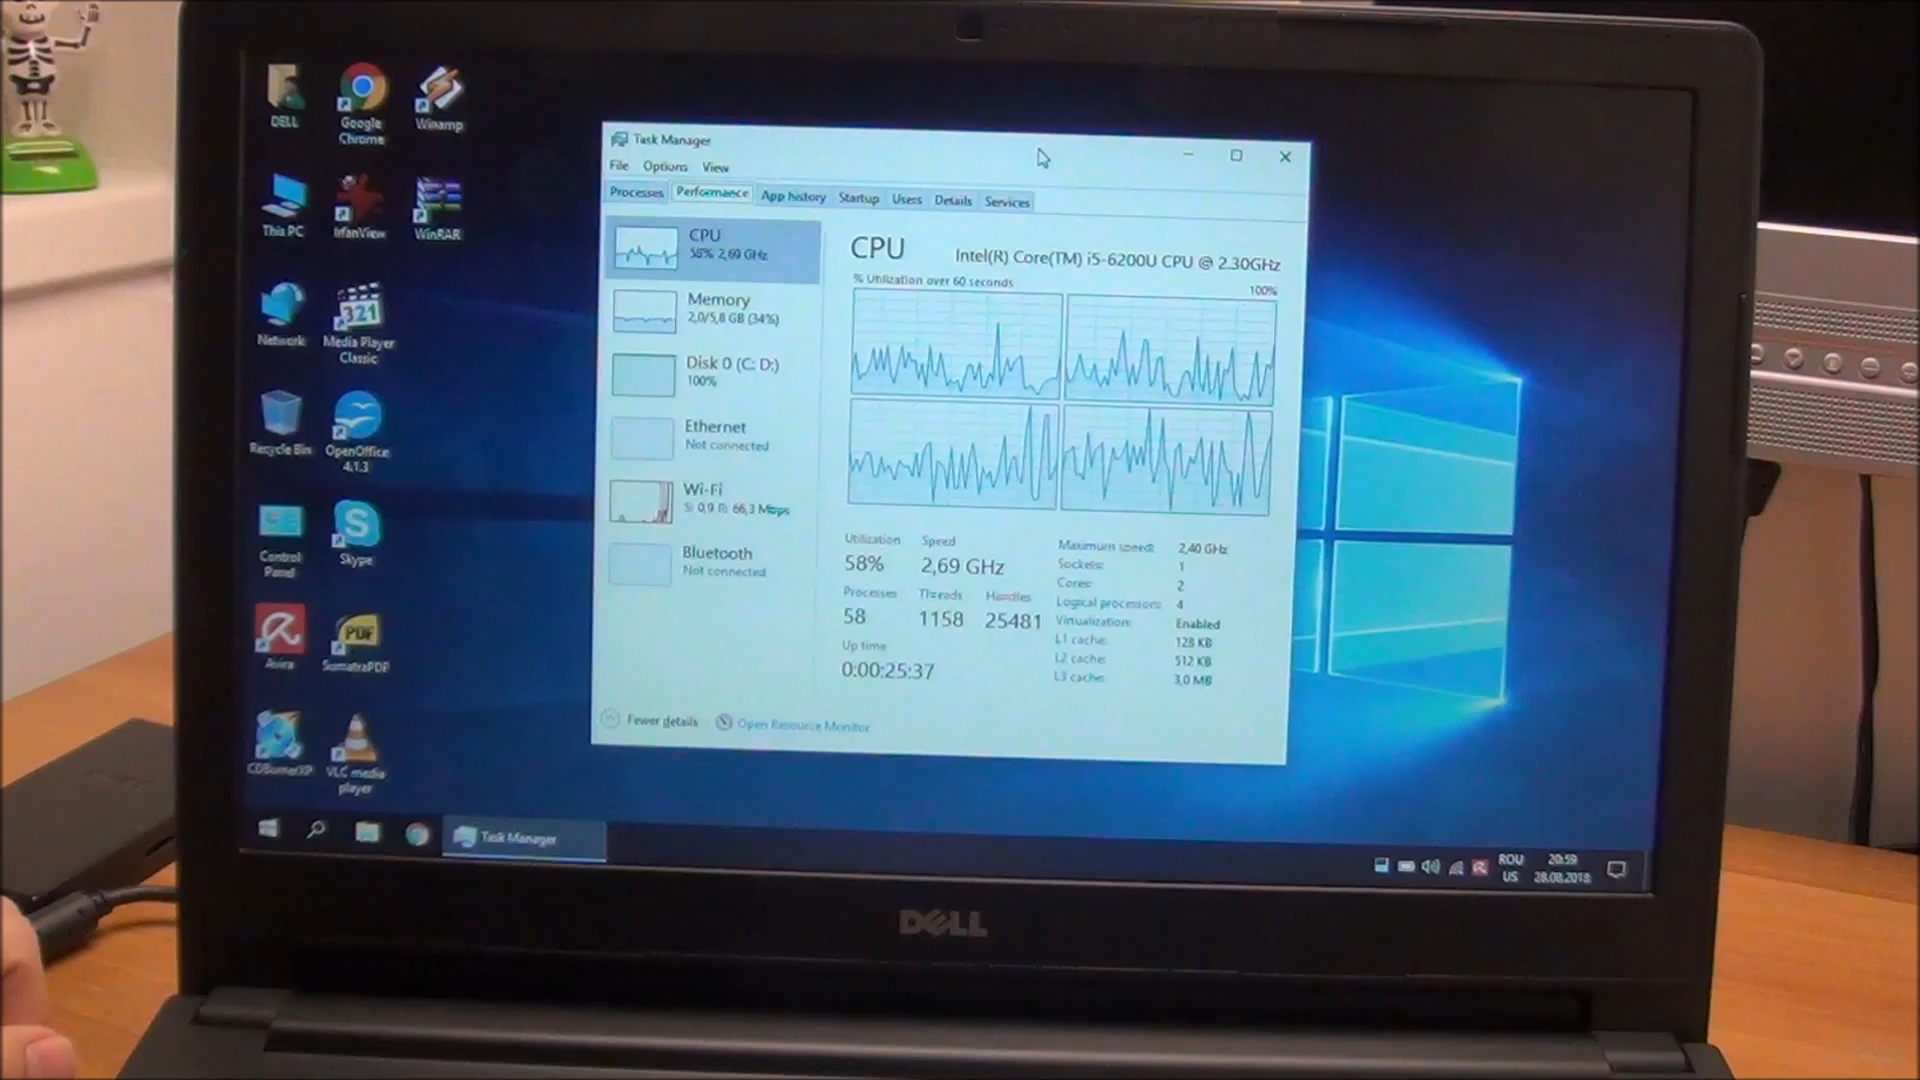 DELL
Google
Chrome
Winamp
This PC
IrfanView
WinRAR
Network
Media Player
Classic
321
Recycle Bin
OpenOffice
4.1.3
Control
Panel
Skype
Avira
PDF
SumatraPDF
CDBurnerXP
VLC media
player
Task Manager
File Options View
Processes Performance App history Startup Users Details Services
CPU
58% 2,69 GHz
Memory
2,0/5,8 GB (34%)
Disk 0 (C: D:)
100%
Ethernet
Not connected
Wi-Fi
S: 0,9 R: 66,3 Mbps
Bluetooth
Not connected
CPU Intel(R) Core(TM) i5-6200U CPU @ 2.30GHz
% Utilization over 60 seconds 100%
Utilization Speed
58% 2,69 GHz
Processes Threads Handles
58 1158 25481
Up time
0:00:25:37
Maximum speed: 2,40 GHz
Sockets: 1
Cores: 2
Logical processors: 4
Virtualization: Enabled
L1 cache: 128 KB
L2 cache: 512 KB
L3 cache: 3,0 MB
Fewer details Open Resource Monitor
Task Manager
ROU
US
20:59
28.08.2018
DELL